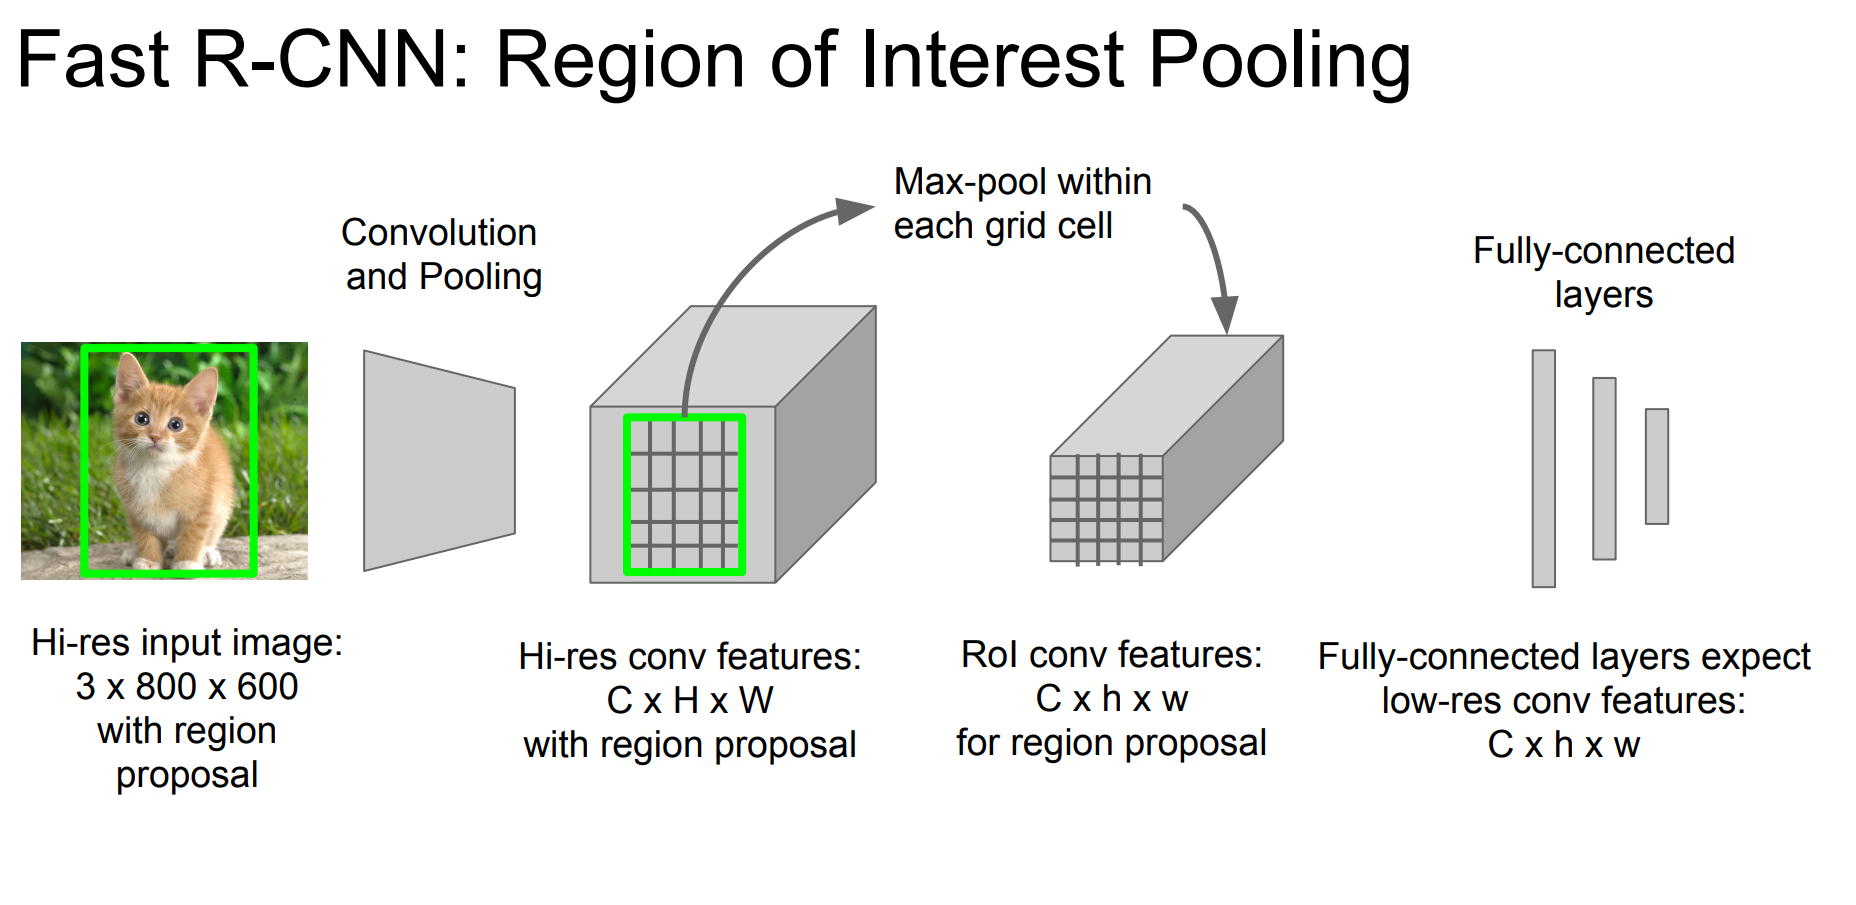 Fast R-CNN: Region of Interest Pooling
Convolution
and Pooling
Max-pool within
each grid cell
Fully-connected
layers
Hi-res input image:
3 x 800 x 600
with region
proposal
Hi-res conv features:
C x H x W
with region proposal
RoI conv features:
C x h x w
for region proposal
Fully-connected layers expect
low-res conv features:
C x h x w